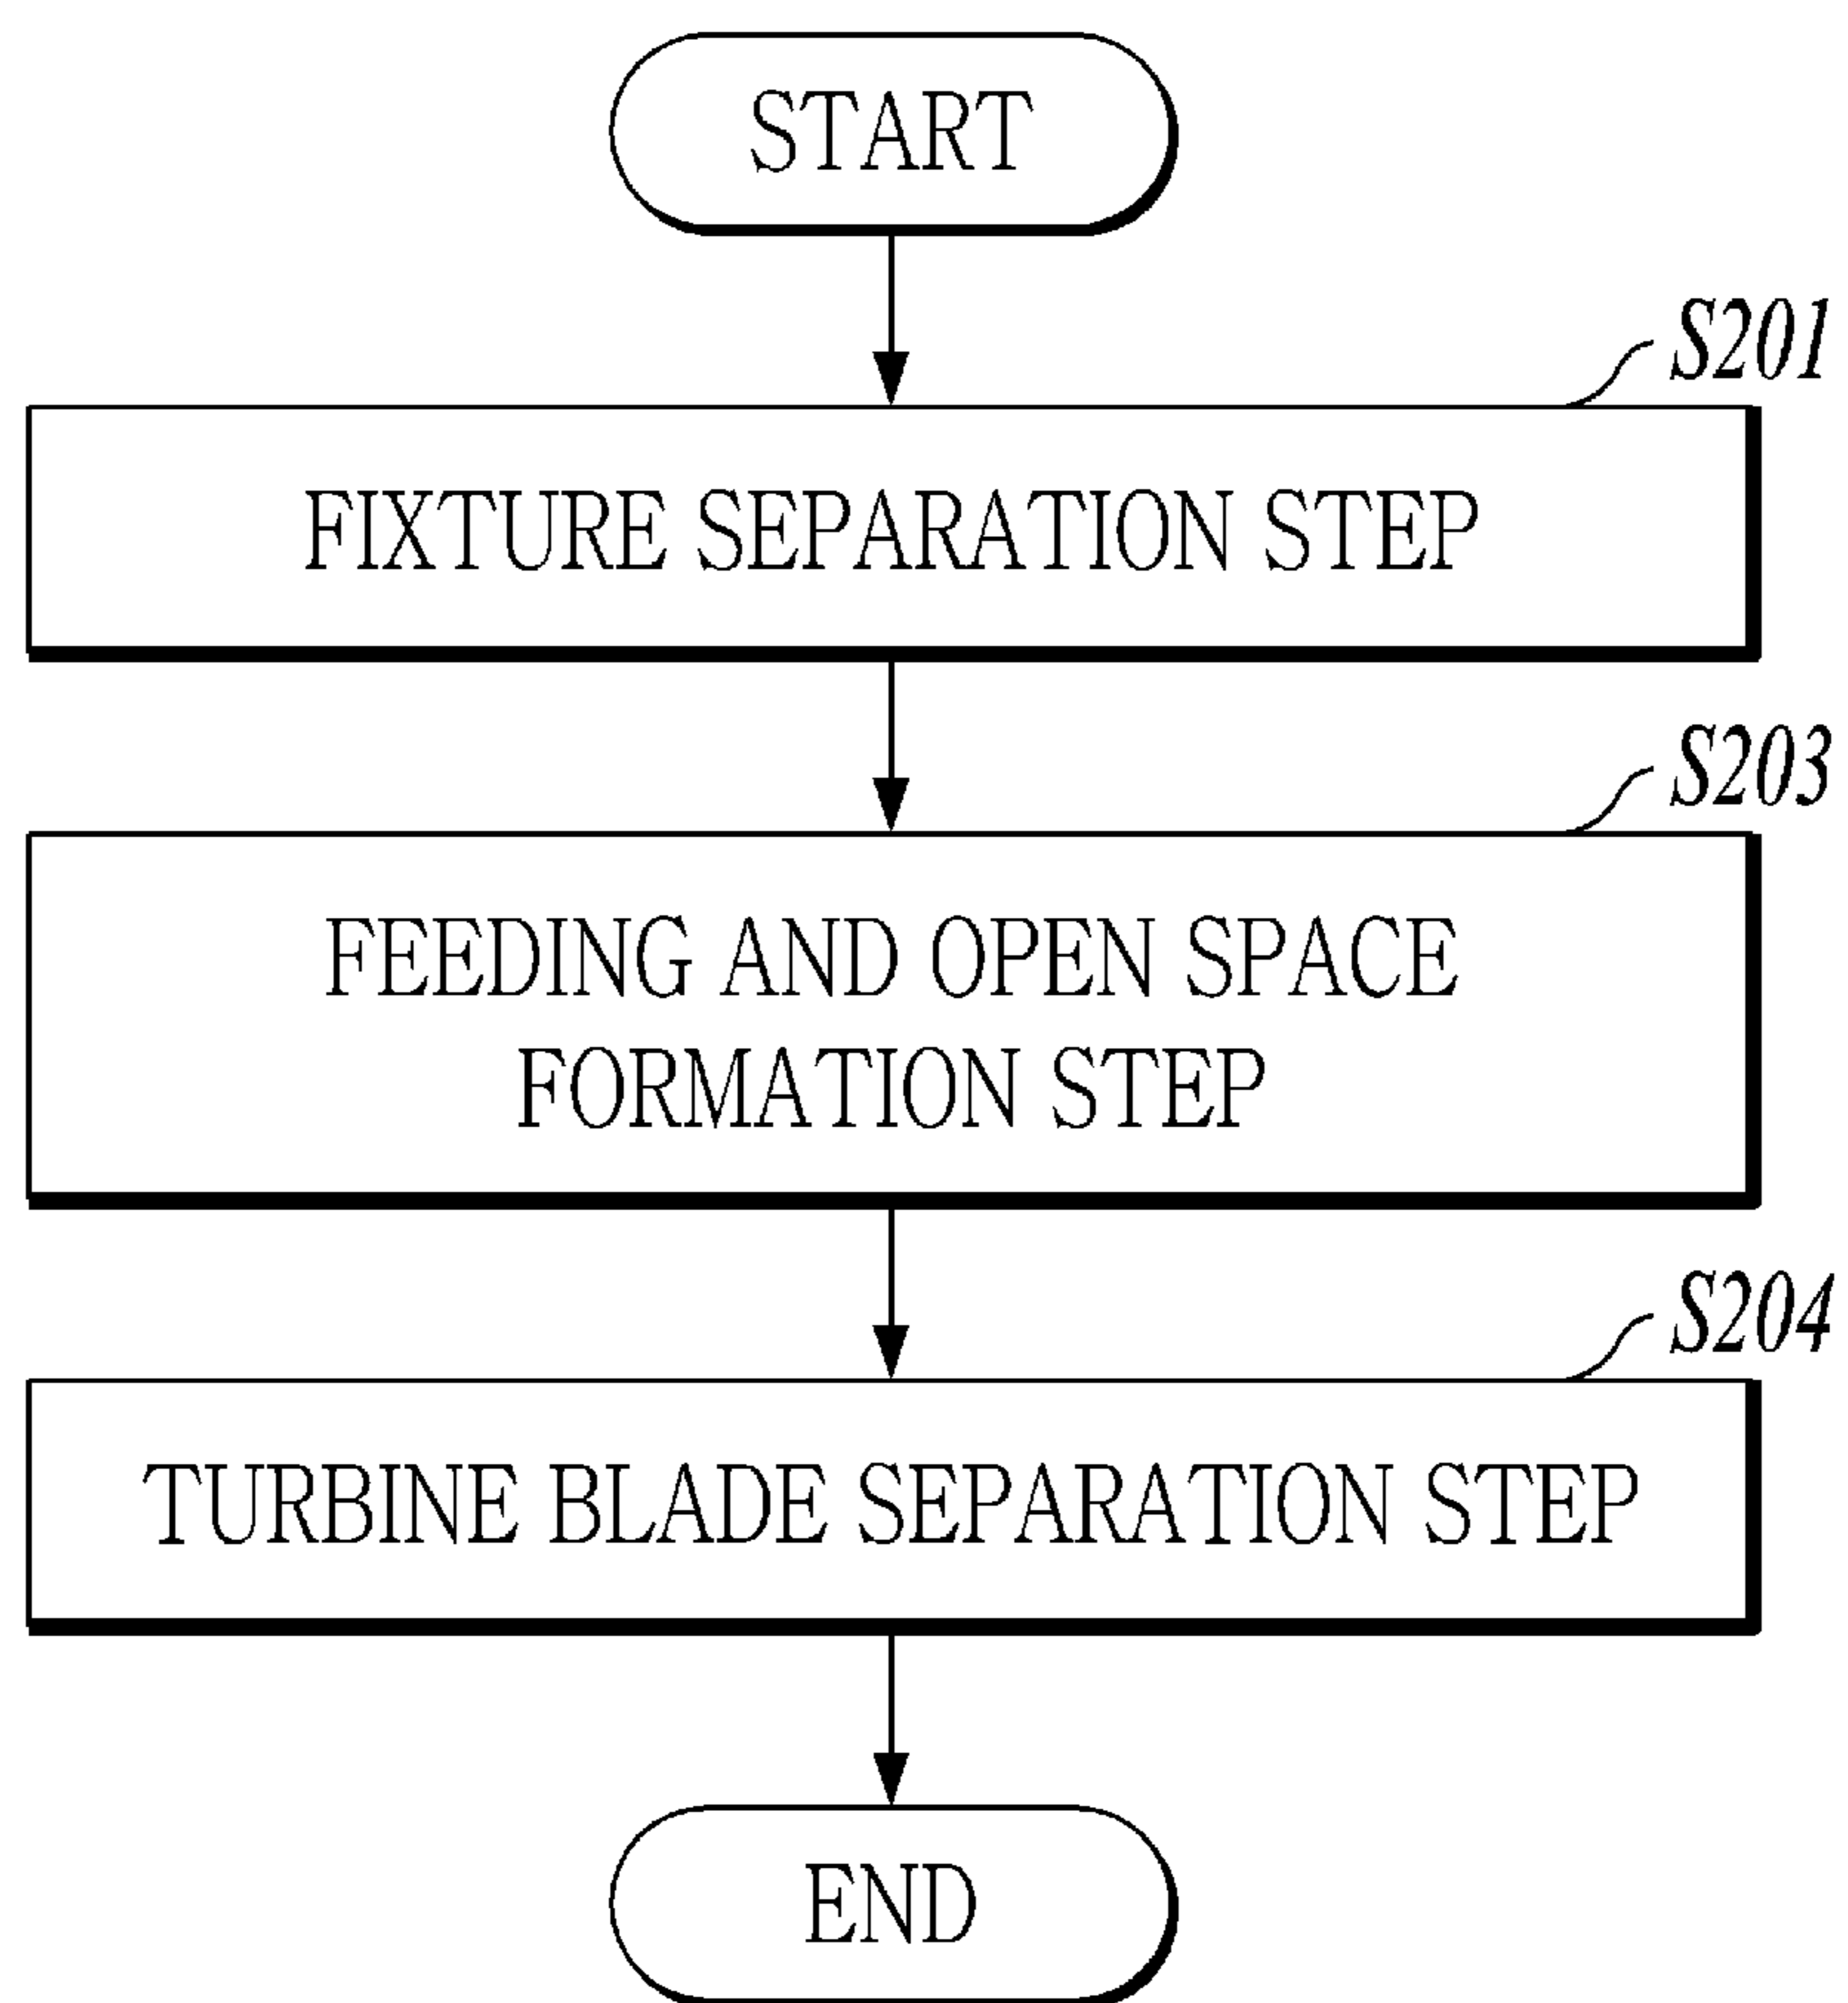 START
S201
FIXTURE SEPARATION STEP
S203
FEEDING AND OPEN SPACE
FORMATION STEP
S204
TURBINE BLADE SEPARATION STEP
END